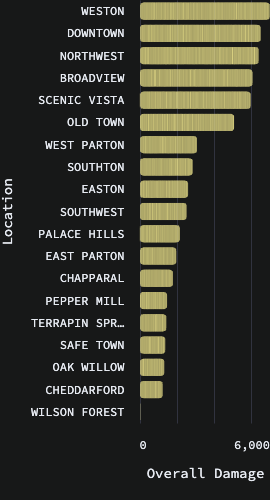 WESTON
DOWNTOWN
NORTHWEST
BROADVIEW
SCENIC VISTA
OLD TOWN
WEST PARTON
SOUTHTON
EASTON
SOUTHWEST
PALACE HILLS
EAST PARTON
CHAPPARAL
PEPPER MILL
TERRAPIN SPR…
SAFE TOWN
OAK WILLOW
CHEDDARFORD
WILSON FOREST
Location
0 6,000
Overall Damage